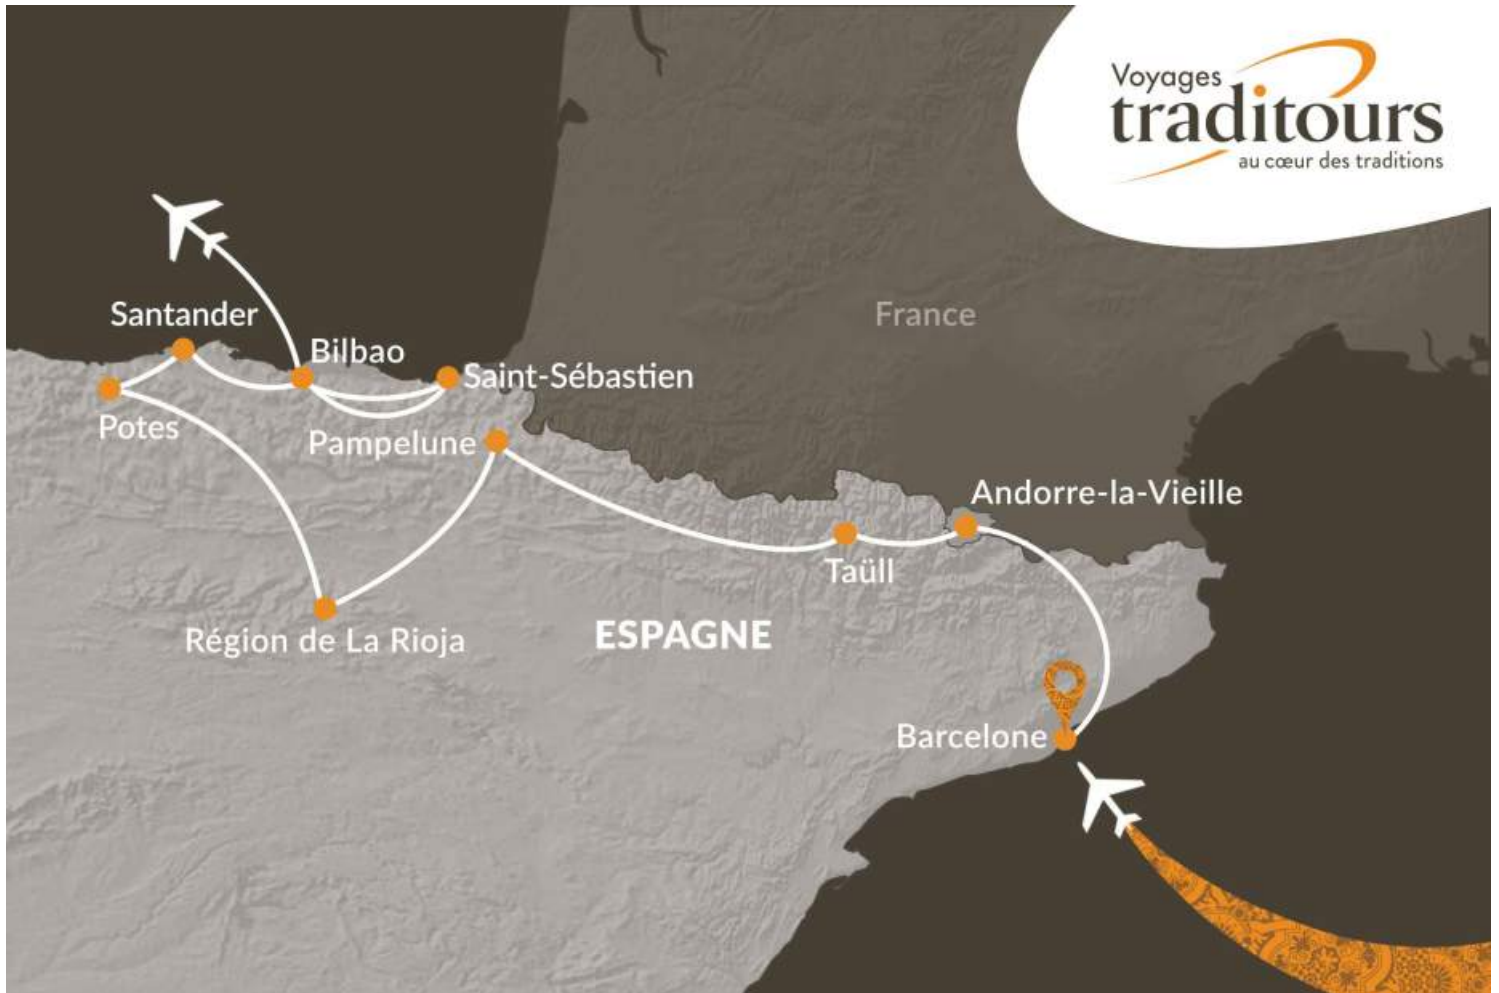 Voyages
traditours
au cœur des traditions
Santander
France
Bilbao
Saint-Sébastien
Potes
Pampelune
Andorre-la-Vieille
Taüll
Région de La Rioja
ESPAGNE
Barcelone